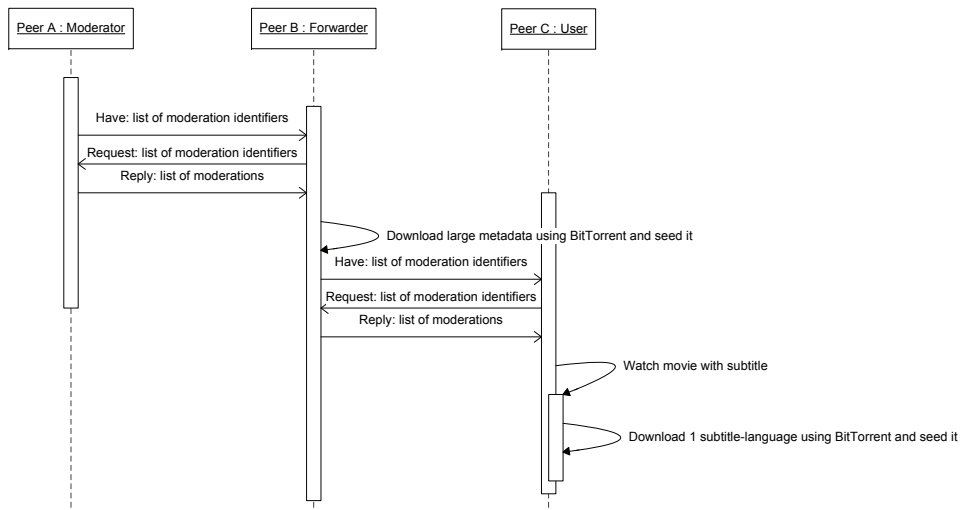 Peer A : Moderator
Peer B : Forwarder
Peer C : User
Have: list of moderation identifiers
Request: list of moderation identifiers
Reply: list of moderations
Download large metadata using BitTorrent and seed it
Have: list of moderation identifiers
Request: list of moderation identifiers
Reply: list of moderations
Watch movie with subtitle
Download 1 subtitle-language using BitTorrent and seed it